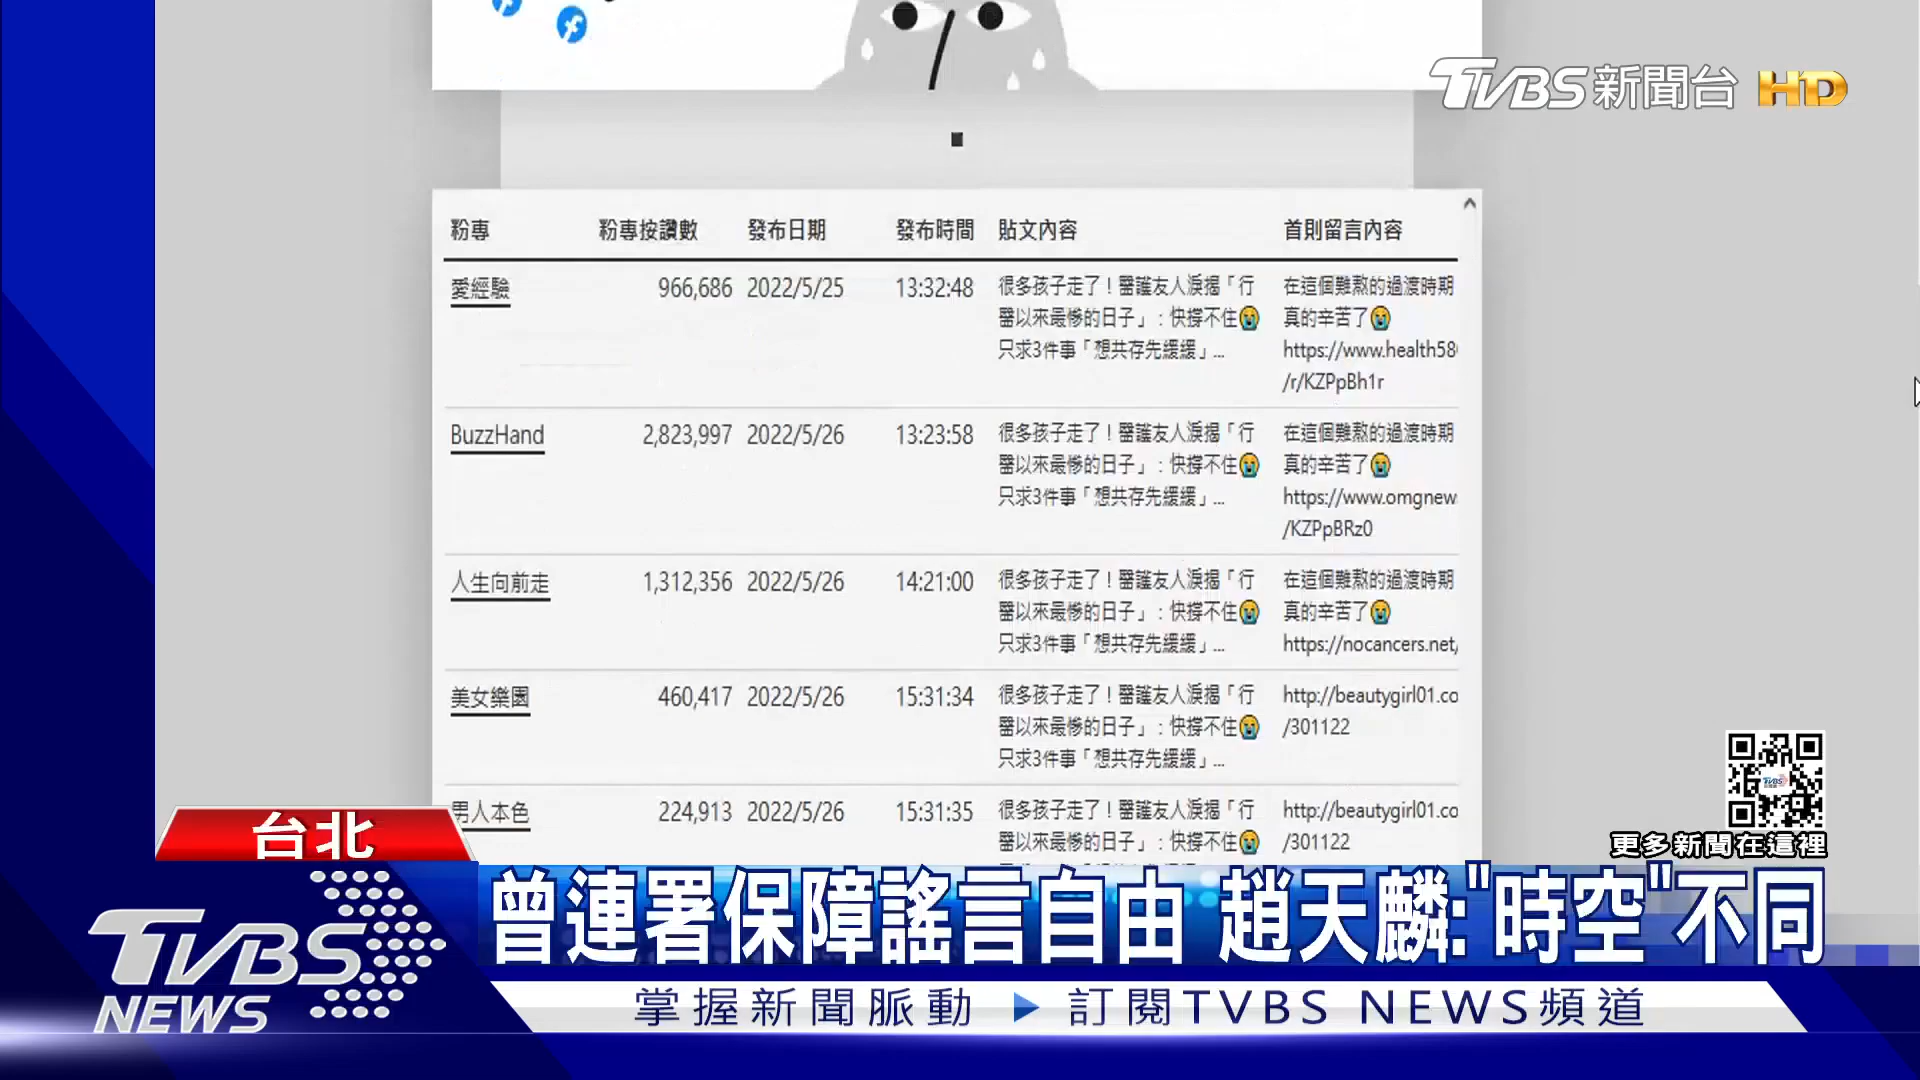 TVBS新聞台 HD
粉專 粉專按讚數 發布日期 發布時間 貼文內容 首則留言內容
愛經驗 966,686 2022/5/25 13:32:48 很多孩子走了！醫護友人淚揭「行 在這個難熬的過渡時期
醫以來最慘的日子」：快撐不住😭 真的辛苦了😭
只求3件事「想共存先緩緩」... https://www.health58
/r/KZPpBh1r
BuzzHand 2,823,997 2022/5/26 13:23:58 很多孩子走了！醫護友人淚揭「行 在這個難熬的過渡時期
醫以來最慘的日子」：快撐不住😭 真的辛苦了😭
只求3件事「想共存先緩緩」... https://www.omgnew
/KZPpBRz0
人生向前走 1,312,356 2022/5/26 14:21:00 很多孩子走了！醫護友人淚揭「行 在這個難熬的過渡時期
醫以來最慘的日子」：快撐不住😭 真的辛苦了😭
只求3件事「想共存先緩緩」... https://nocancers.net/
美女樂園 460,417 2022/5/26 15:31:34 很多孩子走了！醫護友人淚揭「行 http://beautygirl01.co
醫以來最慘的日子」：快撐不住😭 /301122
只求3件事「想共存先緩緩」...
男人本色 224,913 2022/5/26 15:31:35 很多孩子走了！醫護友人淚揭「行 http://beautygirl01.co
醫以來最慘的日子」：快撐不住😭 /301122
更多新聞在這裡
台北
曾連署保障謠言自由 趙天麟:"時空"不同
TVBS NEWS
掌握新聞脈動 ▶ 訂閱TVBS NEWS頻道